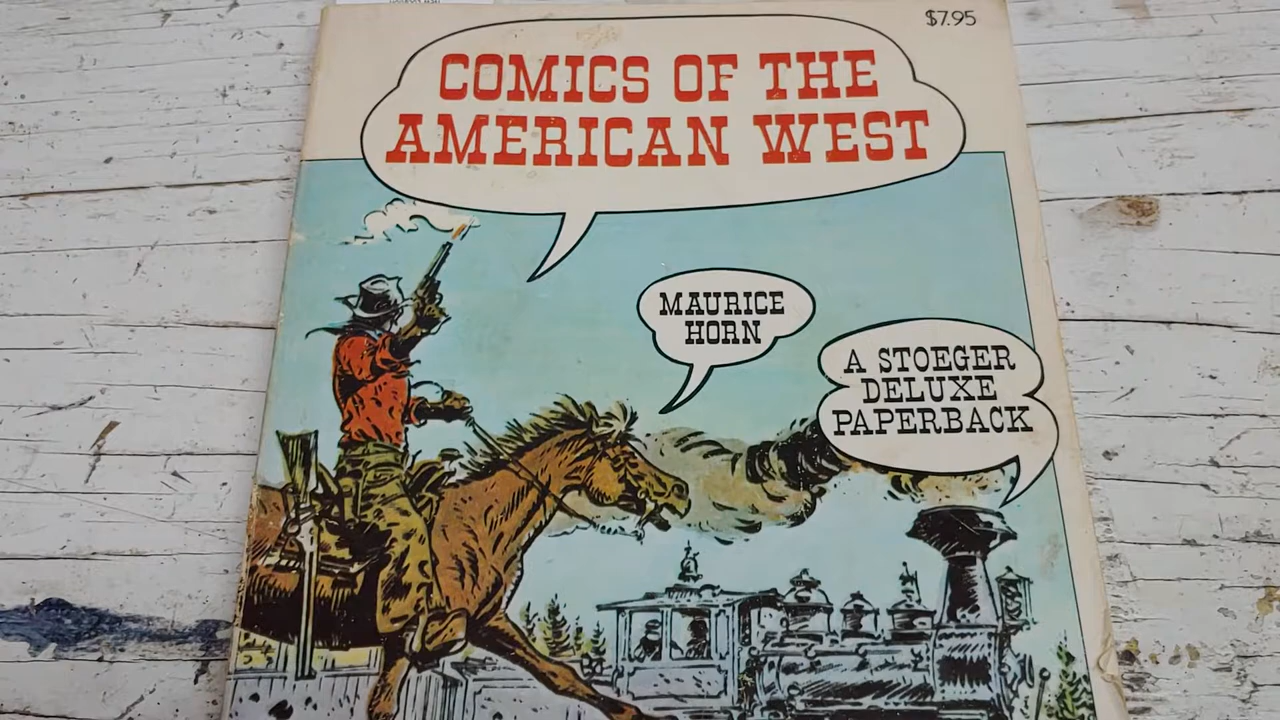 $7.95
COMICS OF THE
AMERICAN WEST
MAURICE
HORN
A STOEGER
DELUXE
PAPERBACK